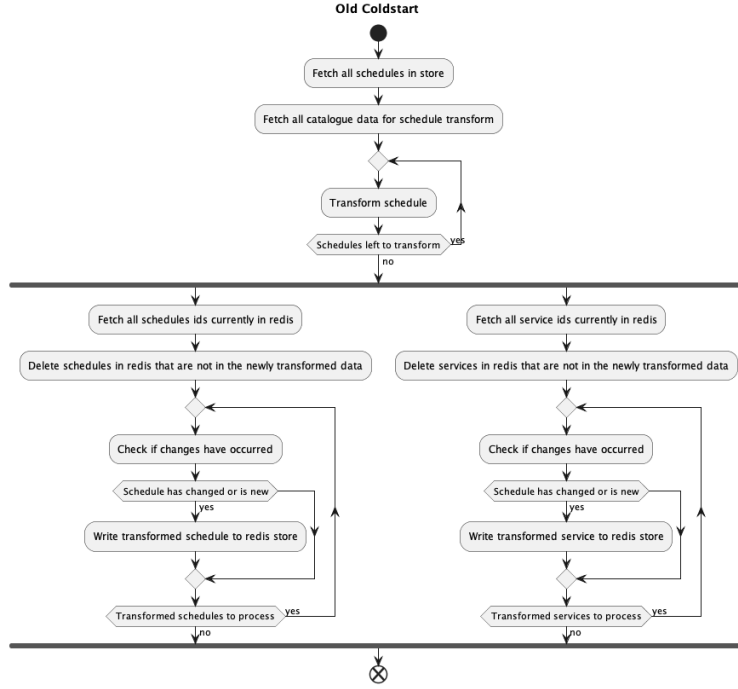 Old Coldstart
Fetch all schedules in store
Fetch all catalogue data for schedule transform
Transform schedule
Schedules left to transform
yes
no
Fetch all schedules ids currently in redis
Delete schedules in redis that are not in the newly transformed data
Check if changes have occurred
Schedule has changed or is new
yes
Write transformed schedule to redis store
Transformed schedules to process
yes
no
Fetch all service ids currently in redis
Delete services in redis that are not in the newly transformed data
Check if changes have occurred
Schedule has changed or is new
yes
Write transformed service to redis store
Transformed services to process
yes
no